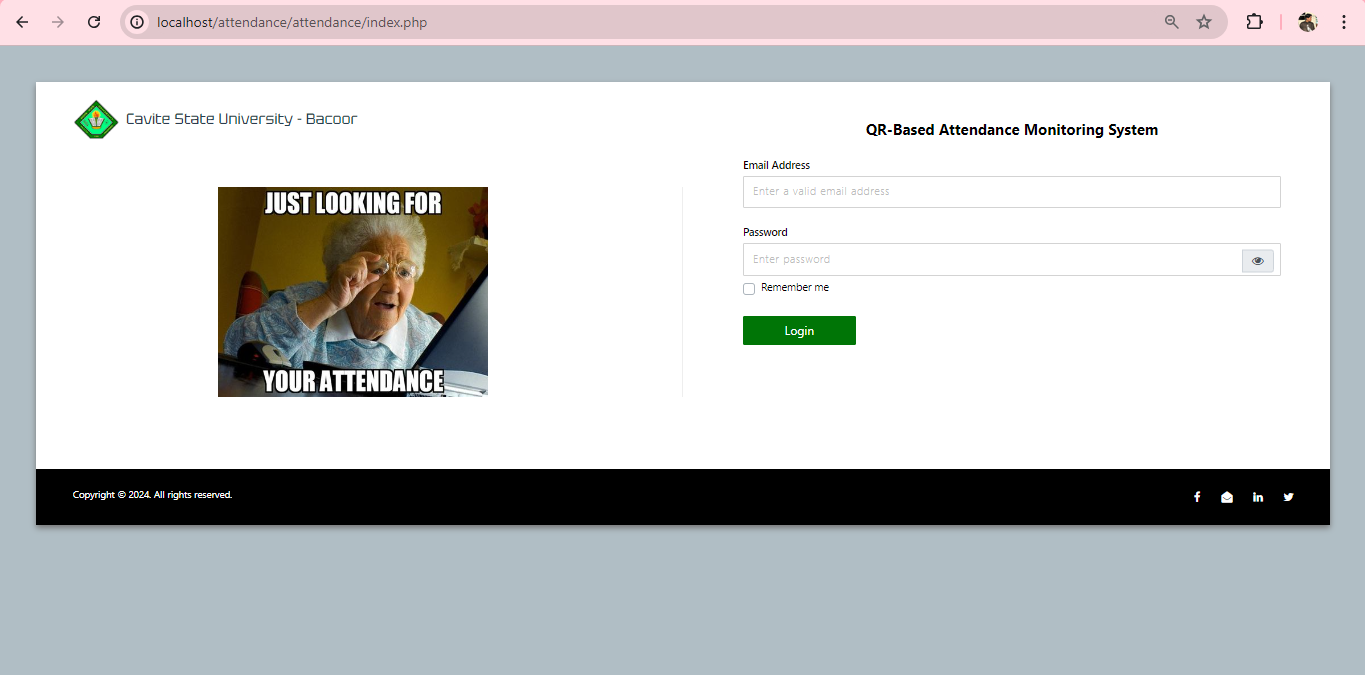 localhost/attendance/attendance/index.php
Cavite State University - Bacoor
JUST LOOKING FOR
YOUR ATTENDANCE
QR-Based Attendance Monitoring System
Email Address
Enter a valid email address
Password
Enter password
Remember me
Login
Copyright © 2024. All rights reserved.